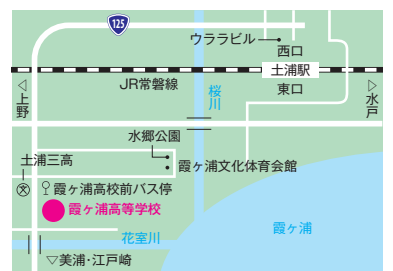 125
ウララビル
西口
土浦駅
東口
JR常磐線
◁上野
▷水戸
桜川
水郷公園
霞ヶ浦文化体育会館
土浦三高
文
霞ヶ浦高校前バス停
霞ヶ浦高等学校
花室川
霞ヶ浦
▽美浦・江戸崎